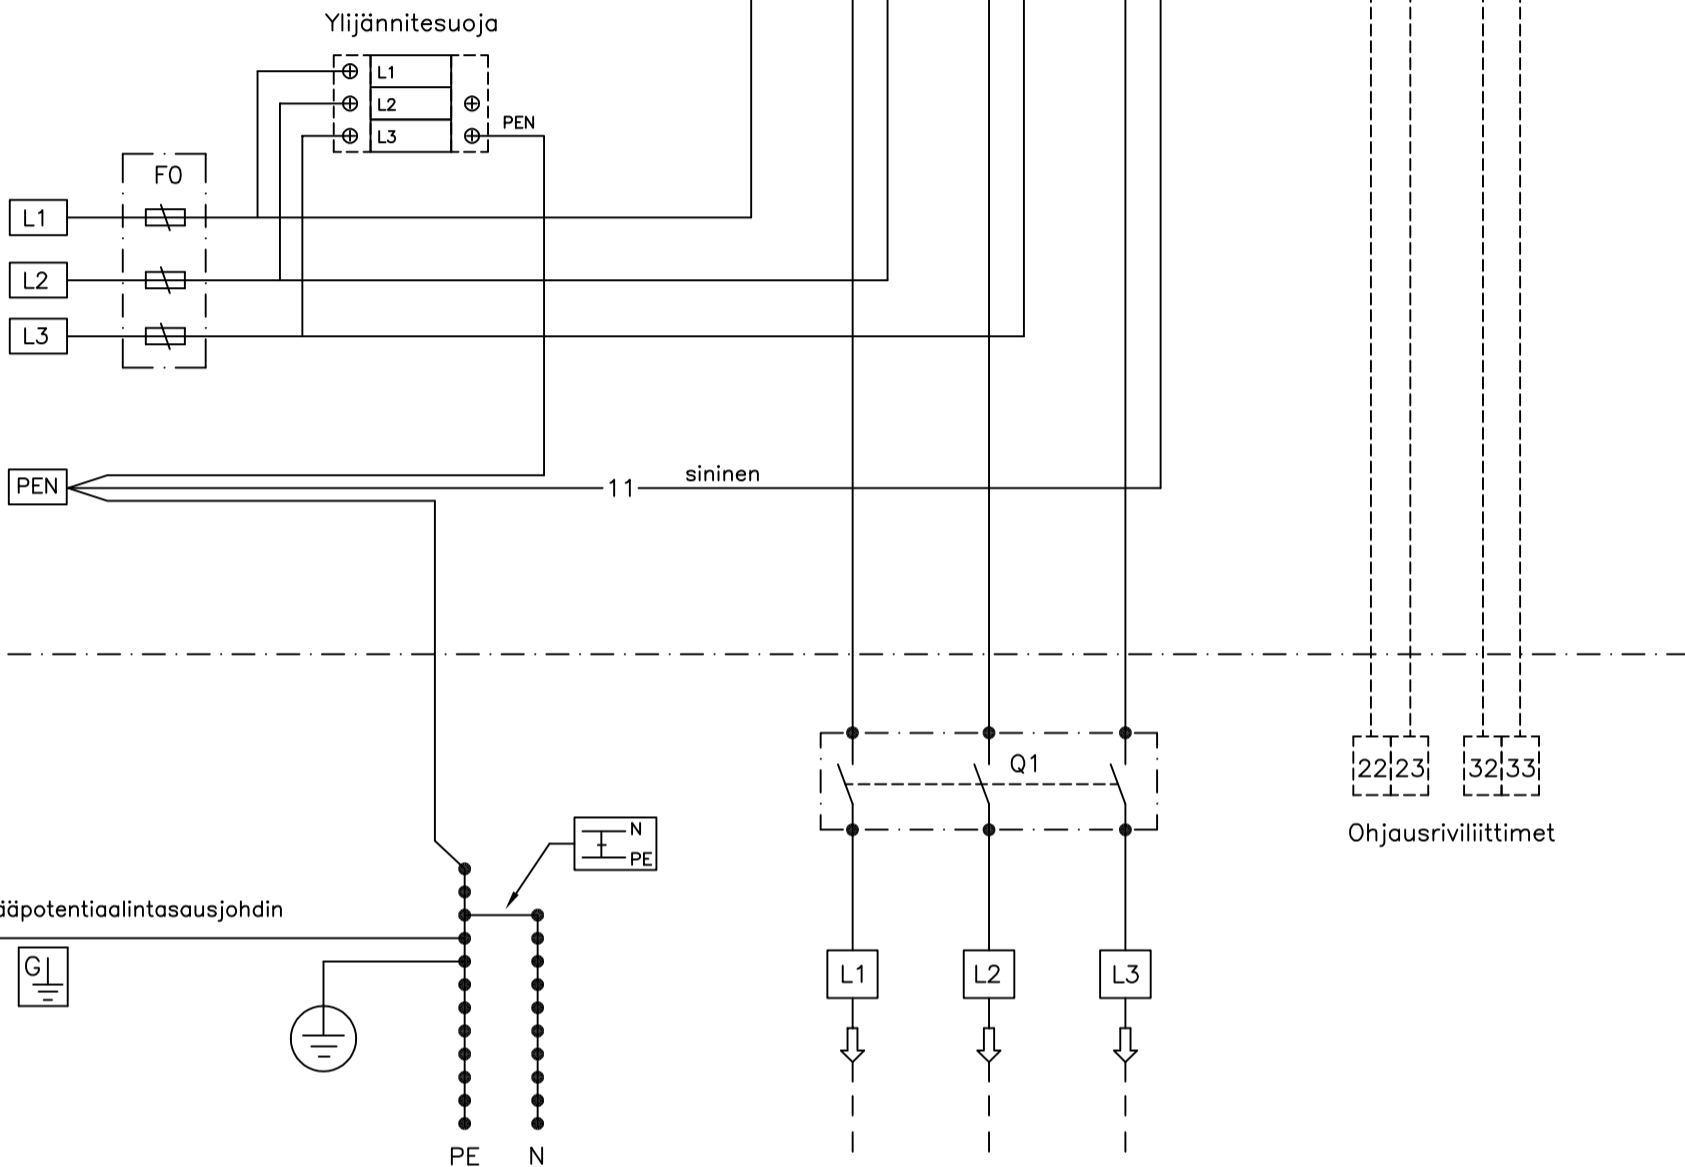 Ylijännitesuoja
L1
L2
L3
PEN
F0
L1
L2
L3
PEN
11
sininen
Q1
22 23 32 33
Ohjausriviliittimet
N
PE
ääpotentiaalintasausjohdin
G
L1 L2 L3
PE N